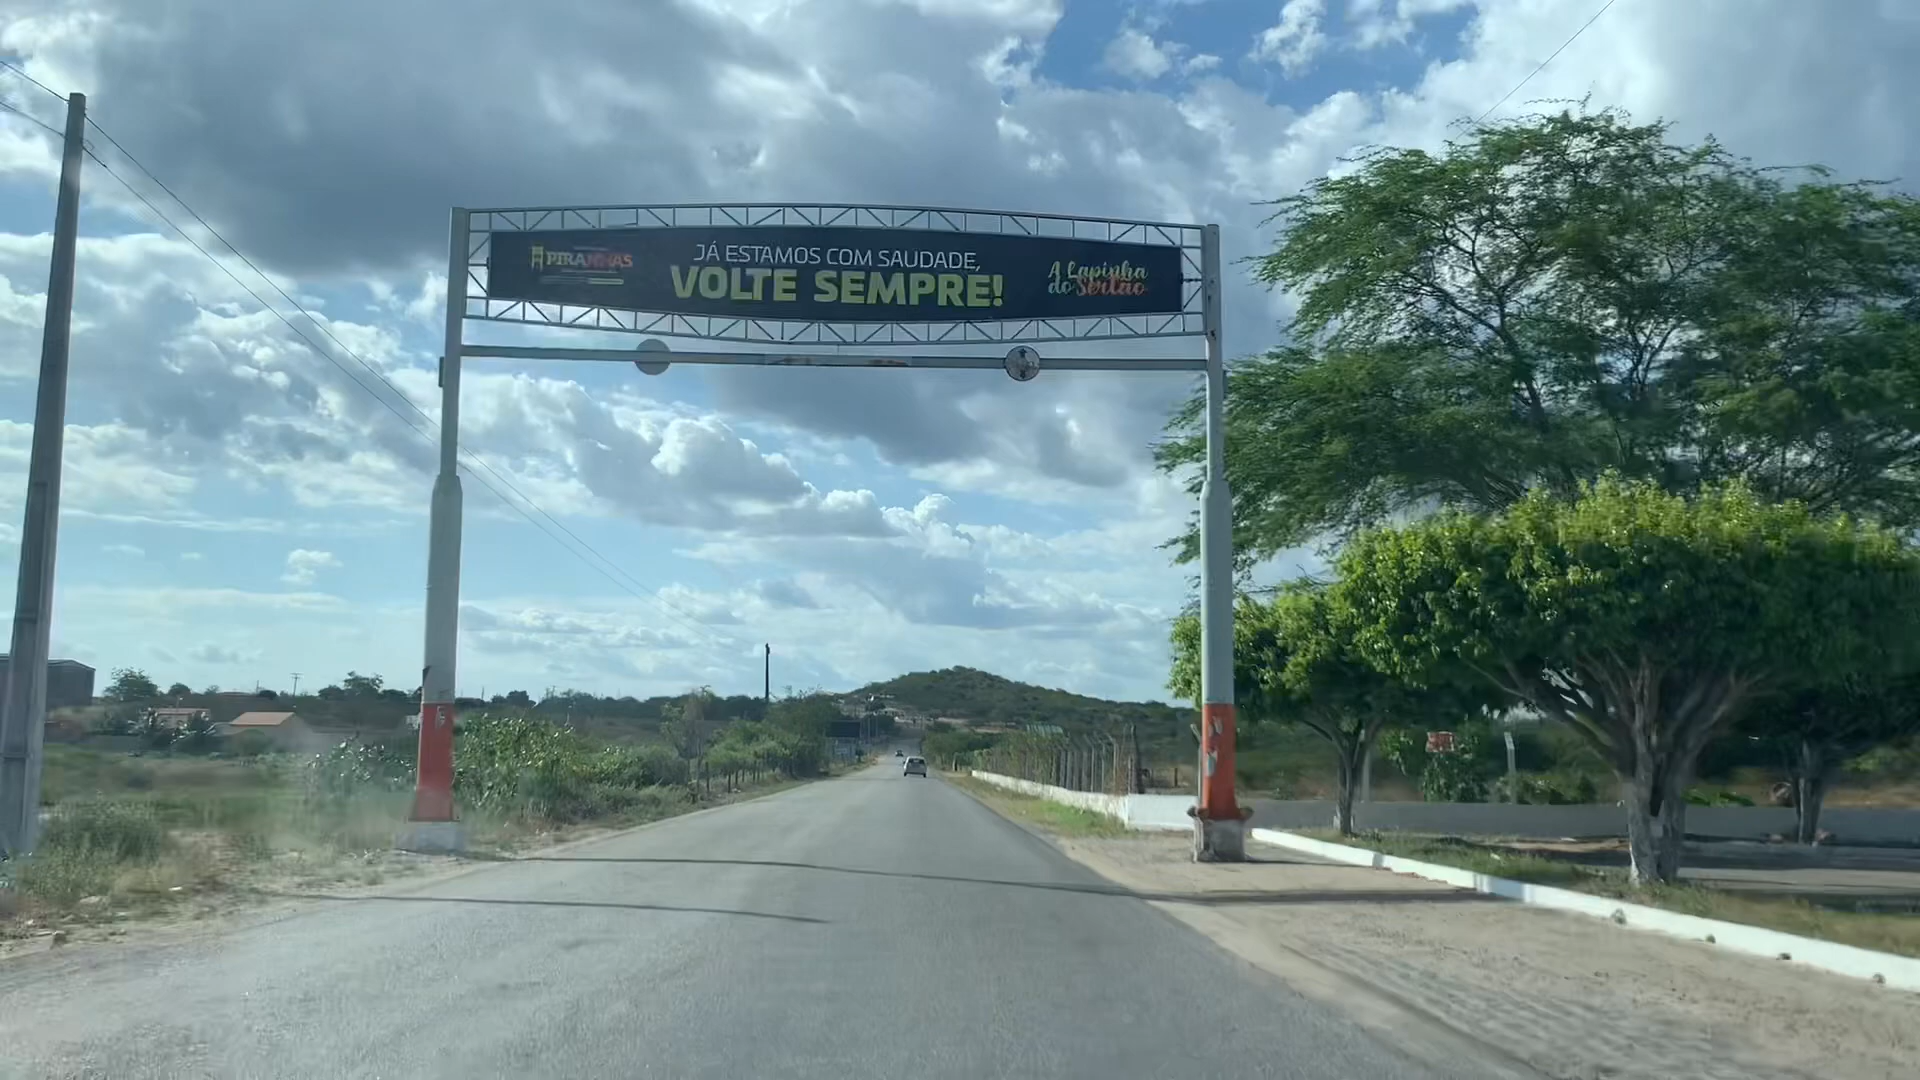 PIRANHAS
JÁ ESTAMOS COM SAUDADE,
VOLTE SEMPRE!
A Lapinha
do Sertão